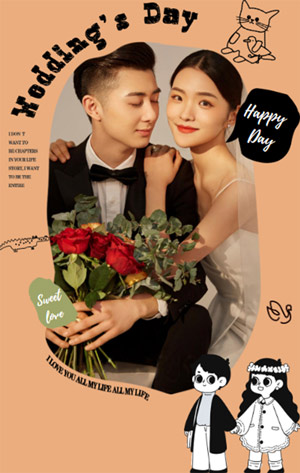 Wedding's Day
Happy
Day
I DON'T
WANT TO
BE CHAPTERS
IN YOUR LIFE
STORY, I WANT
TO BE THE
ENTIRE
Sweet
love
I LOVE YOU ALL MY LIFE ALL MY LIFE